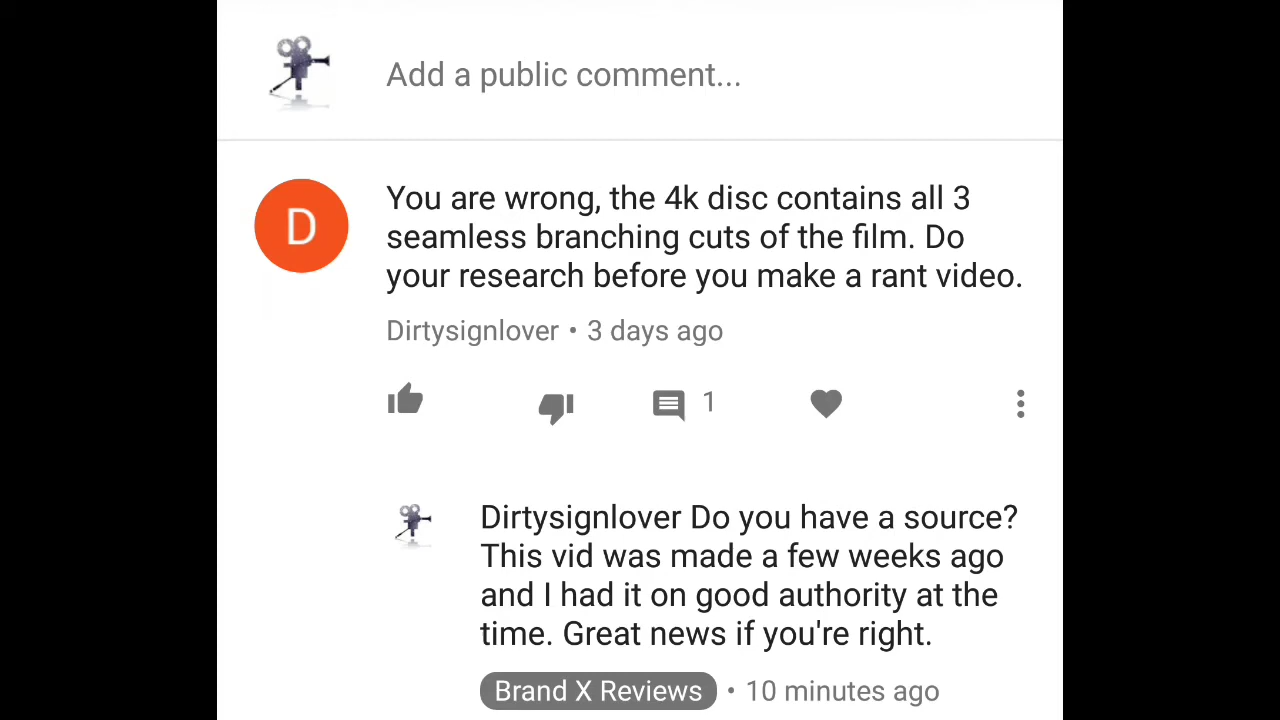 Add a public comment...
D
You are wrong, the 4k disc contains all 3
seamless branching cuts of the film. Do
your research before you make a rant video.
Dirtysignlover • 3 days ago
1
Dirtysignlover Do you have a source?
This vid was made a few weeks ago
and I had it on good authority at the
time. Great news if you're right.
Brand X Reviews • 10 minutes ago